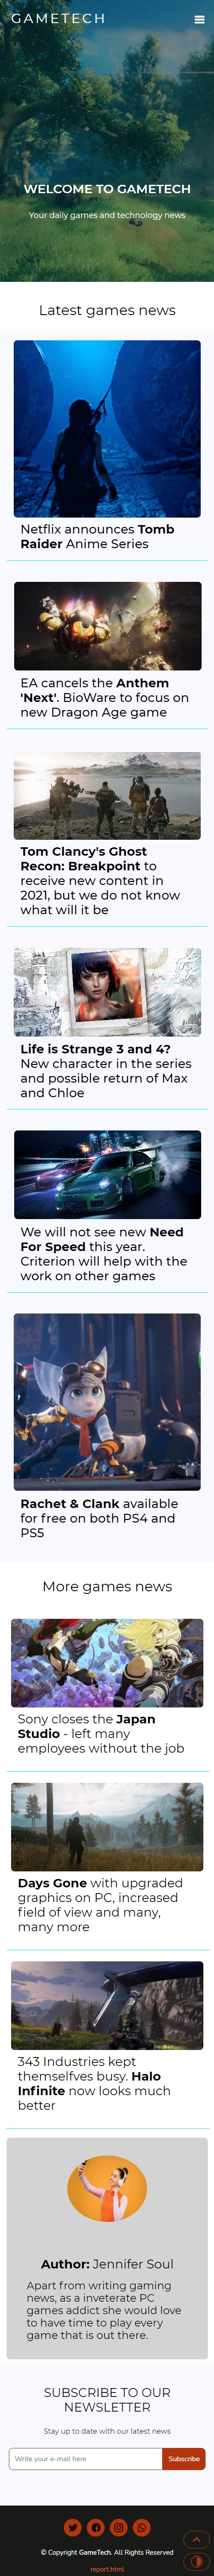 GAMETECH
WELCOME TO GAMETECH
Your daily games and technology news
Latest games news
Netflix announces Tomb
Raider Anime Series
EA cancels the Anthem
'Next'. BioWare to focus on
new Dragon Age game
Tom Clancy's Ghost
Recon: Breakpoint to
receive new content in
2021, but we do not know
what will it be
Life is Strange 3 and 4?
New character in the series
and possible return of Max
and Chloe
We will not see new Need
For Speed this year.
Criterion will help with the
work on other games
Rachet & Clank available
for free on both PS4 and
PS5
More games news
Sony closes the Japan
Studio - left many
employees without the job
Days Gone with upgraded
graphics on PC, increased
field of view and many,
many more
343 Industries kept
themselfves busy. Halo
Infinite now looks much
better
Author: Jennifer Soul
Apart from writing gaming
news, as a inveterate PC
games addict she would love
to have time to play every
game that is out there.
SUBSCRIBE TO OUR
NEWSLETTER
Stay up to date with our latest news
Write your e-mail here
Subscribe
© Copyright GameTech. All Rights Reserved
report.html